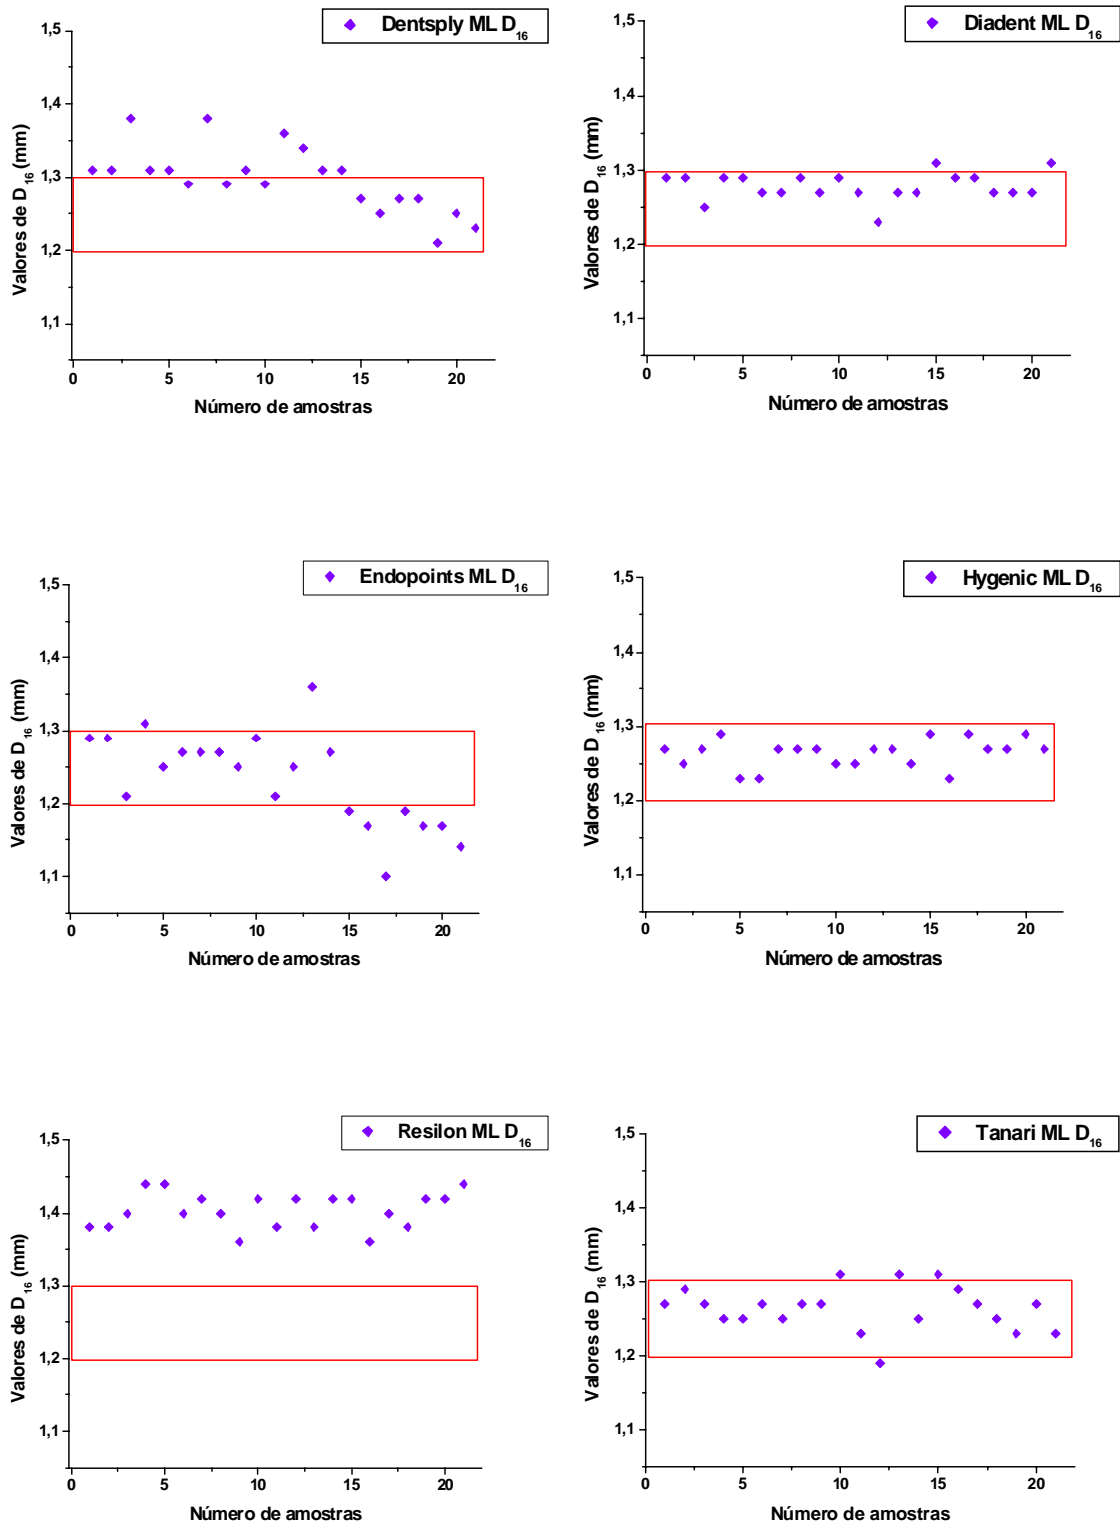 Dentsply ML D16
1,5
1,4
1,3
1,2
1,1
0 5 10 15 20
Valores de D16 (mm)
Número de amostras
Diadent ML D16
1,5
1,4
1,3
1,2
1,1
0 5 10 15 20
Valores de D16 (mm)
Número de amostras
Endopoints ML D16
1,5
1,4
1,3
1,2
1,1
0 5 10 15 20
Valores de D16 (mm)
Número de amostras
Hygenic ML D16
1,5
1,4
1,3
1,2
1,1
0 5 10 15 20
Valores de D16 (mm)
Número de amostras
Resilon ML D16
1,5
1,4
1,3
1,2
1,1
0 5 10 15 20
Valores de D16 (mm)
Número de amostras
Tanari ML D16
1,5
1,4
1,3
1,2
1,1
0 5 10 15 20
Valores de D16 (mm)
Número de amostras